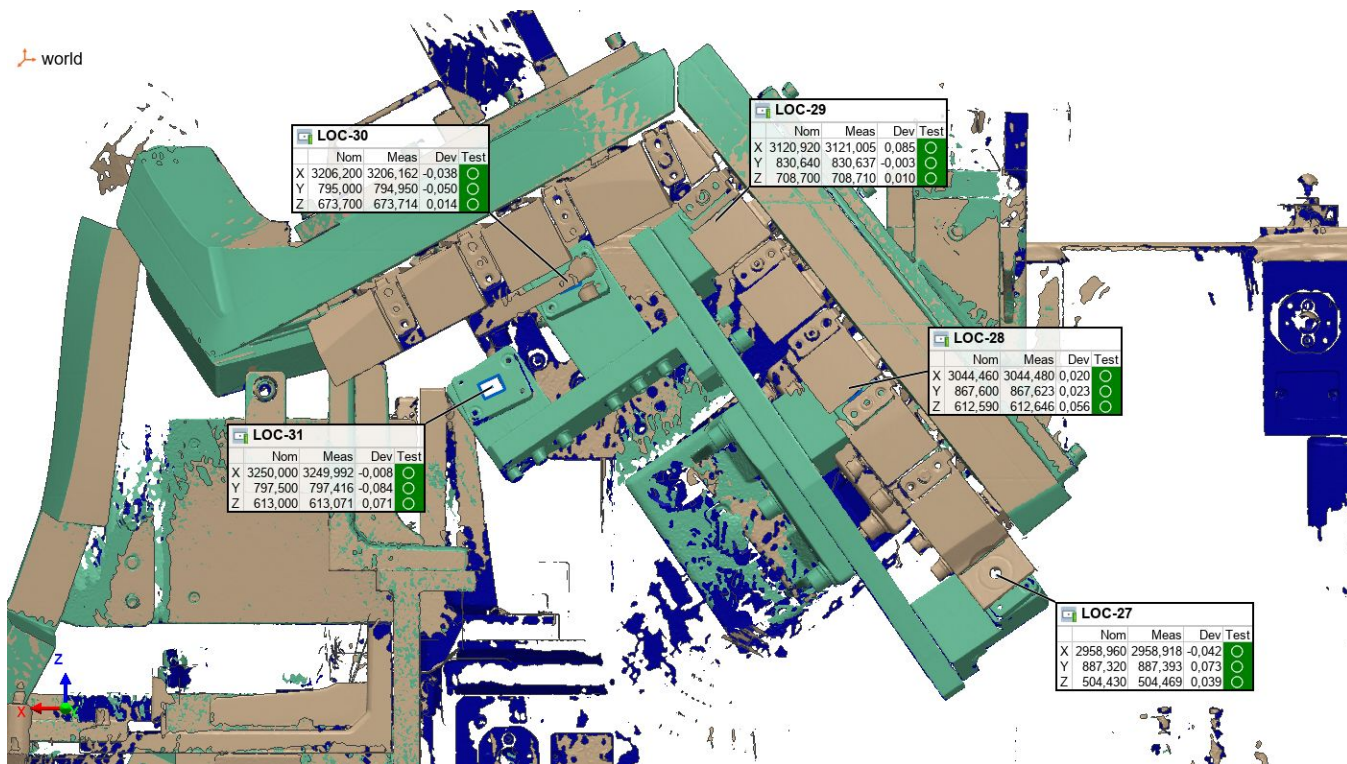 world
LOC-30
Nom Meas Dev Test
X 3206,200 3206,162 -0,038
Y 795,000 794,950 -0,050
Z 673,700 673,714 0,014
LOC-29
Nom Meas Dev Test
X 3120,920 3121,005 0,085
Y 830,640 830,637 -0,003
Z 708,700 708,710 0,010
LOC-28
Nom Meas Dev Test
X 3044,460 3044,480 0,020
Y 867,600 867,623 0,023
Z 612,590 612,646 0,056
LOC-31
Nom Meas Dev Test
X 3250,000 3249,992 -0,008
Y 797,500 797,416 -0,084
Z 613,000 613,071 0,071
LOC-27
Nom Meas Dev Test
X 2958,960 2958,918 -0,042
Y 887,320 887,393 0,073
Z 504,430 504,469 0,039
Z
X